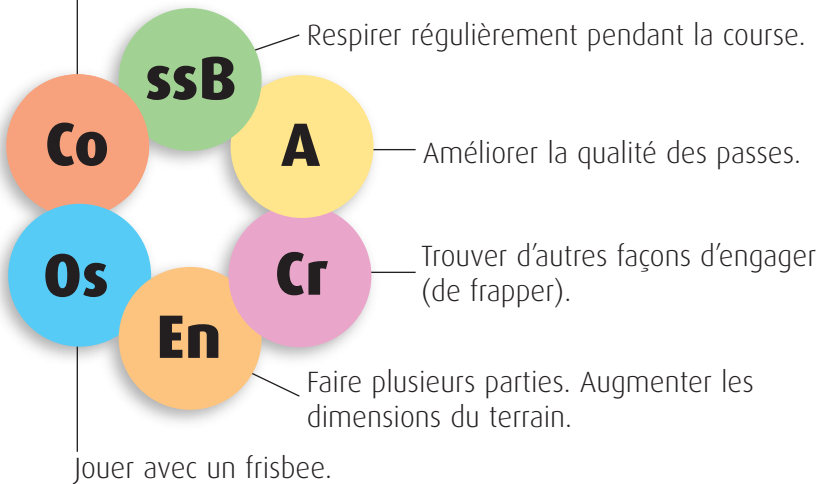 ssB
Respirer régulièrement pendant la course.
Co
A
Améliorer la qualité des passes.
Os
Cr
Trouver d'autres façons d'engager
(de frapper).
En
Faire plusieurs parties. Augmenter les
dimensions du terrain.
Jouer avec un frisbee.